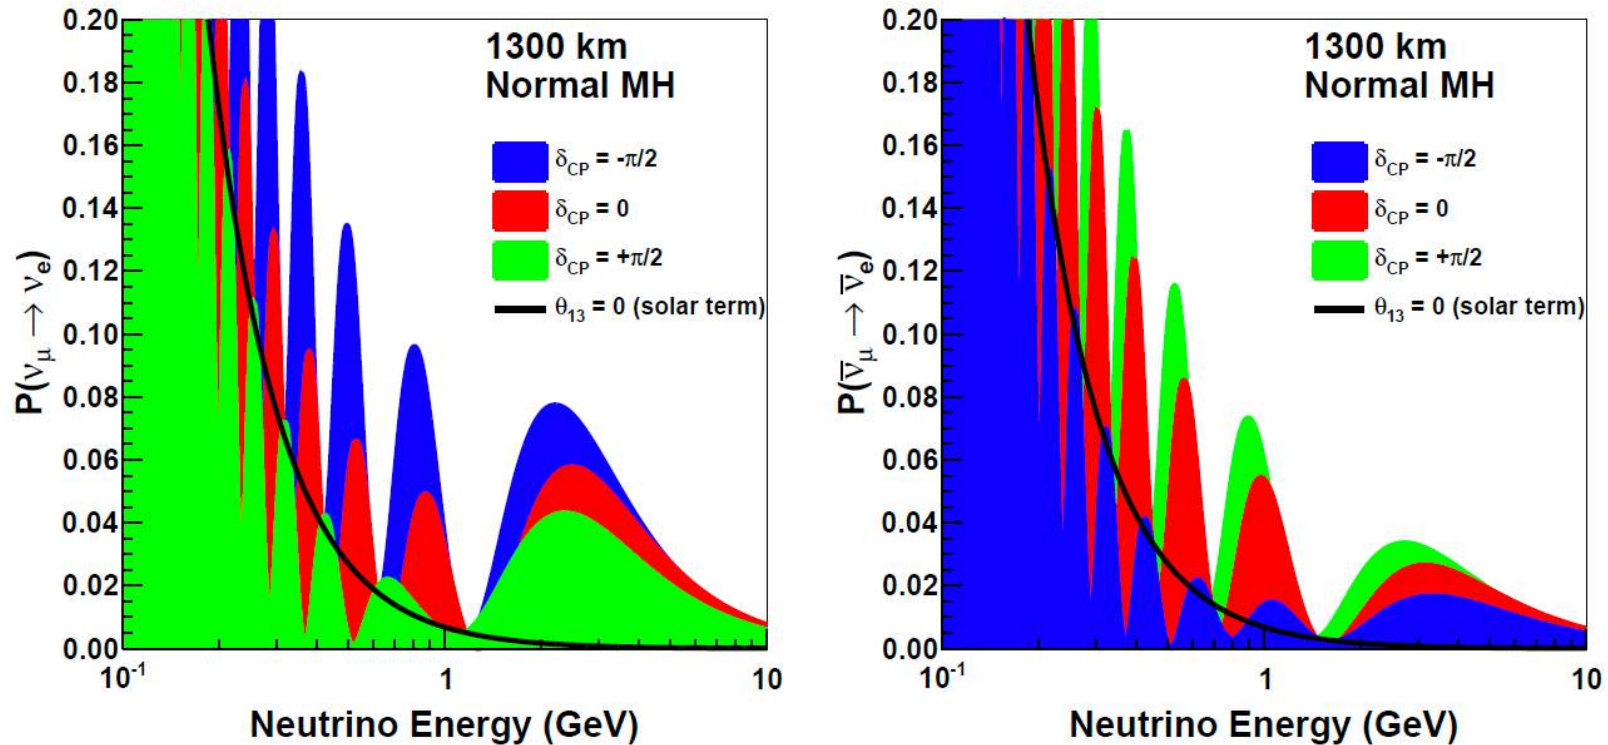 1300 km
Normal MH
δCP = -π/2
δCP = 0
δCP = +π/2
θ13 = 0 (solar term)
P(νμ → νe)
0.20
0.18
0.16
0.14
0.12
0.10
0.08
0.06
0.04
0.02
0.00
10-1
1
10
Neutrino Energy (GeV)
1300 km
Normal MH
δCP = -π/2
δCP = 0
δCP = +π/2
θ13 = 0 (solar term)
P(ν̅μ → ν̅e)
0.20
0.18
0.16
0.14
0.12
0.10
0.08
0.06
0.04
0.02
0.00
10-1
1
10
Neutrino Energy (GeV)